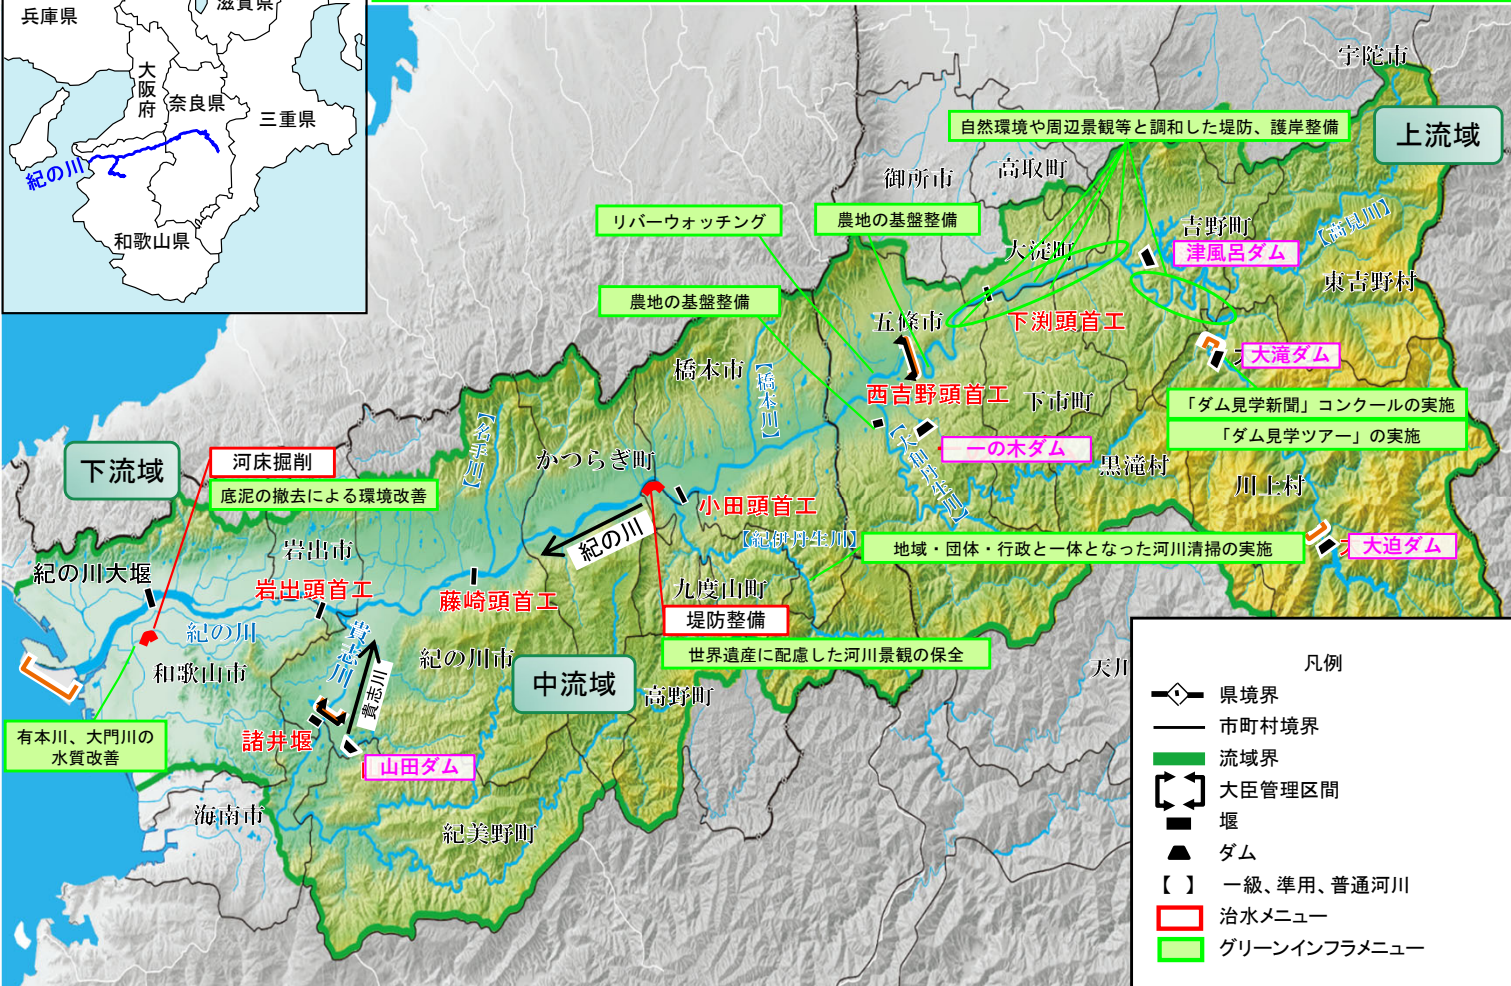 兵庫県
滋賀県
大阪府
奈良県
三重県
紀の川
和歌山県
宇陀市
上流域
自然環境や周辺景観等と調和した堤防、護岸整備
御所市
高取町
リバーウォッチング
農地の基盤整備
吉野町
【高見川】
大淀町
津風呂ダム
東吉野村
農地の基盤整備
五條市
下渕頭首工
大滝ダム
橋本市
【橋本川】
西吉野頭首工
下市町
「ダム見学新聞」コンクールの実施
「ダム見学ツアー」の実施
【名手川】
【大和丹生川】
一の木ダム
黒滝村
川上村
下流域
河床掘削
底泥の撤去による環境改善
かつらぎ町
小田頭首工
紀の川
【紀伊丹生川】
地域・団体・行政と一体となった河川清掃の実施
大迫ダム
岩出市
紀の川大堰
岩出頭首工
藤崎頭首工
九度山町
堤防整備
世界遺産に配慮した河川景観の保全
紀の川
貴志川
和歌山市
紀の川市
貴志川
中流域
高野町
天川
有本川、大門川の
水質改善
諸井堰
山田ダム
海南市
紀美野町
凡例
県境界
市町村境界
流域界
大臣管理区間
堰
ダム
【 】 一級、準用、普通河川
治水メニュー
グリーンインフラメニュー